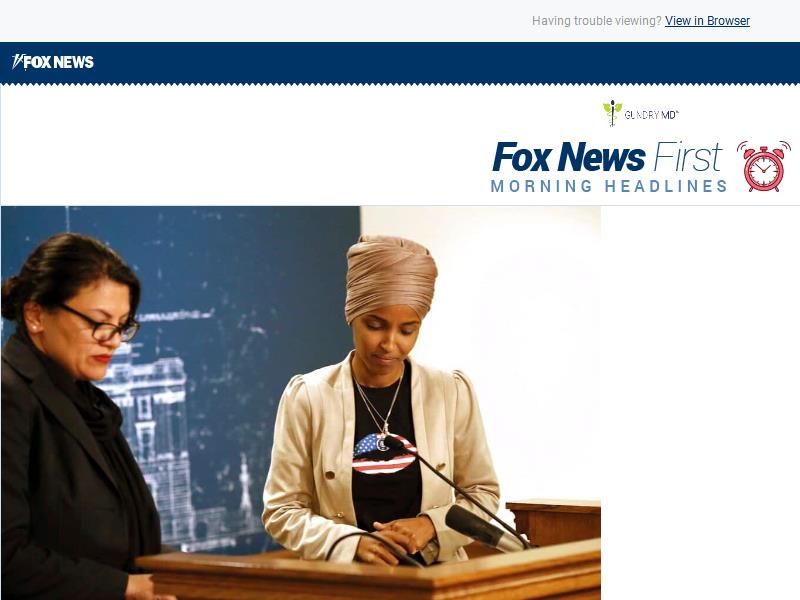 Having trouble viewing? View in Browser
FOX NEWS
GUNDRY MD
Fox News First
MORNING HEADLINES